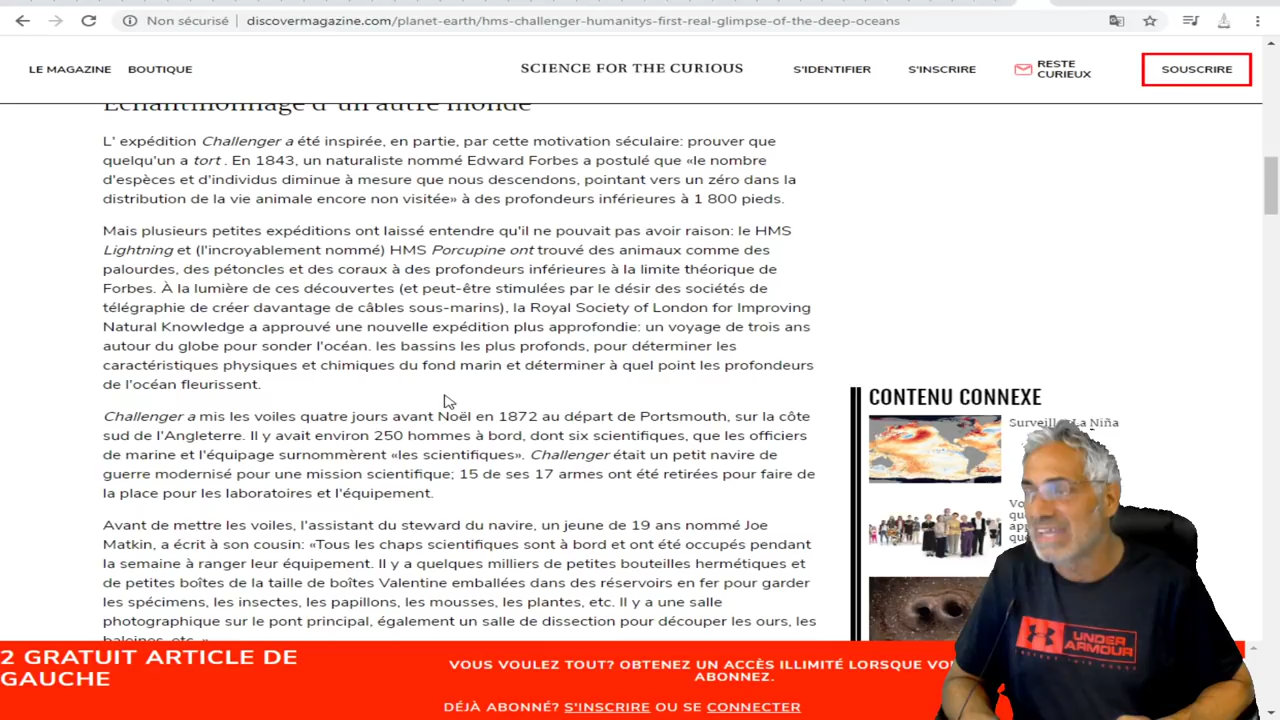 Non sécurisé | discovermagazine.com/planet-earth/hms-challenger-humanitys-first-real-glimpse-of-the-deep-oceans
LE MAGAZINE BOUTIQUE SCIENCE FOR THE CURIOUS S'IDENTIFIER S'INSCRIRE RESTE CURIEUX SOUSCRIRE
Échantillonnage d'un autre monde
L' expédition Challenger a été inspirée, en partie, par cette motivation séculaire: prouver que
quelqu'un a tort . En 1843, un naturaliste nommé Edward Forbes a postulé que «le nombre
d'espèces et d'individus diminue à mesure que nous descendons, pointant vers un zéro dans la
distribution de la vie animale encore non visitée» à des profondeurs inférieures à 1 800 pieds.
Mais plusieurs petites expéditions ont laissé entendre qu'il ne pouvait pas avoir raison: le HMS
Lightning et (l'incroyablement nommé) HMS Porcupine ont trouvé des animaux comme des
palourdes, des pétoncles et des coraux à des profondeurs inférieures à la limite théorique de
Forbes. À la lumière de ces découvertes (et peut-être stimulées par le désir des sociétés de
télégraphie de créer davantage de câbles sous-marins), la Royal Society of London for Improving
Natural Knowledge a approuvé une nouvelle expédition plus approfondie: un voyage de trois ans
autour du globe pour sonder l'océan. les bassins les plus profonds, pour déterminer les
caractéristiques physiques et chimiques du fond marin et déterminer à quel point les profondeurs
de l'océan fleurissent.
Challenger a mis les voiles quatre jours avant Noël en 1872 au départ de Portsmouth, sur la côte
sud de l'Angleterre. Il y avait environ 250 hommes à bord, dont six scientifiques, que les officiers
de marine et l'équipage surnommèrent «les scientifiques». Challenger était un petit navire de
guerre modernisé pour une mission scientifique; 15 de ses 17 armes ont été retirées pour faire de
la place pour les laboratoires et l'équipement.
Avant de mettre les voiles, l'assistant du steward du navire, un jeune de 19 ans nommé Joe
Matkin, a écrit à son cousin: «Tous les chaps scientifiques sont à bord et ont été occupés pendant
la semaine à ranger leur équipement. Il y a quelques milliers de petites bouteilles hermétiques et
de petites boîtes de la taille de boîtes Valentine emballées dans des réservoirs en fer pour garder
les spécimens, les insectes, les papillons, les mousses, les plantes, etc. Il y a une salle
photographique sur le pont principal, également un salle de dissection pour découper les ours, les
baleines, etc. »
CONTENU CONNEXE
La Niña
UNDER
ARMOUR
2 GRATUIT ARTICLE DE
GAUCHE
VOUS VOULEZ TOUT? OBTENEZ UN ACCÈS ILLIMITÉ LORSQUE
ABONNEZ.
DÉJÀ ABONNÉ? S'INSCRIRE OU SE CONNECTER